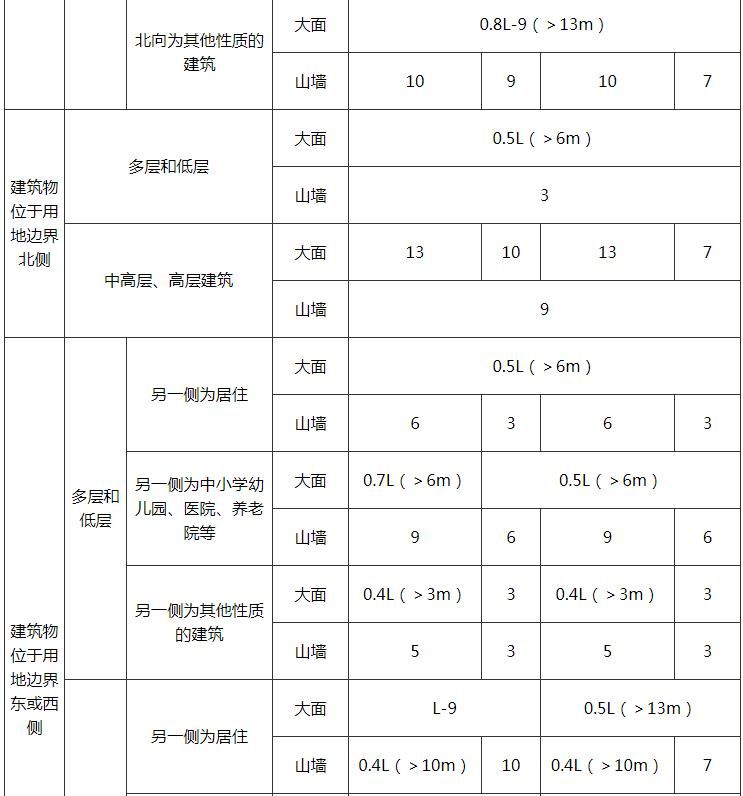 北向为其他性质的
建筑
大面
0.8L-9（＞13m）
山墙
10
9
10
7
建筑物
位于用
地边界
北侧
多层和低层
大面
0.5L（＞6m）
山墙
3
中高层、高层建筑
大面
13
10
13
7
山墙
9
建筑物
位于用
地边界
东或西
侧
多层和
低层
另一侧为居住
大面
0.5L（＞6m）
山墙
6
3
6
3
另一侧为中小学幼
儿园、医院、养老
院等
大面
0.7L（＞6m）
0.5L（＞6m）
山墙
9
6
9
6
另一侧为其他性质
的建筑
大面
0.4L（＞3m）
3
0.4L（＞3m）
3
山墙
5
3
5
3
另一侧为居住
大面
L-9
0.5L（＞13m）
山墙
0.4L（＞10m）
10
0.4L（＞10m）
7